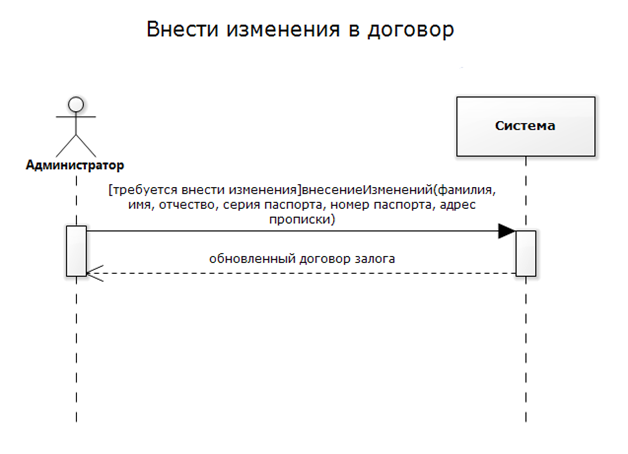 Внести изменения в договор
Система
Администратор
[требуется внести изменения]внесениеИзменений(фамилия,
имя, отчество, серия паспорта, номер паспорта, адрес
прописки)
обновленный договор залога